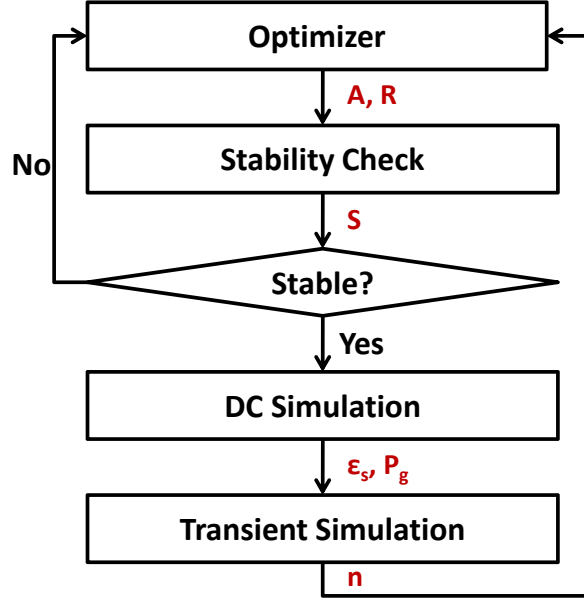 Optimizer
A, R
No
Stability Check
S
Stable?
Yes
DC Simulation
εs, Pg
Transient Simulation
n